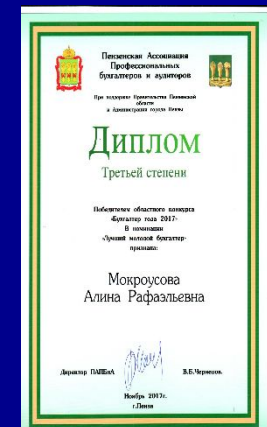 Пензенская Ассоциация
Профессиональных
бухгалтеров и аудиторов
При поддержке Правительства Пензенской
области
и Администрации города Пензы
Диплом
Третьей степени
Победителем областного конкурса
«Бухгалтер года 2017»
В номинации
«Лучший молодой бухгалтер»
признана:
Мокроусова
Алина Рафаэльевна
Директор ПАПБиА В.Б.Черницов.
Ноябрь 2017г.
г.Пенза